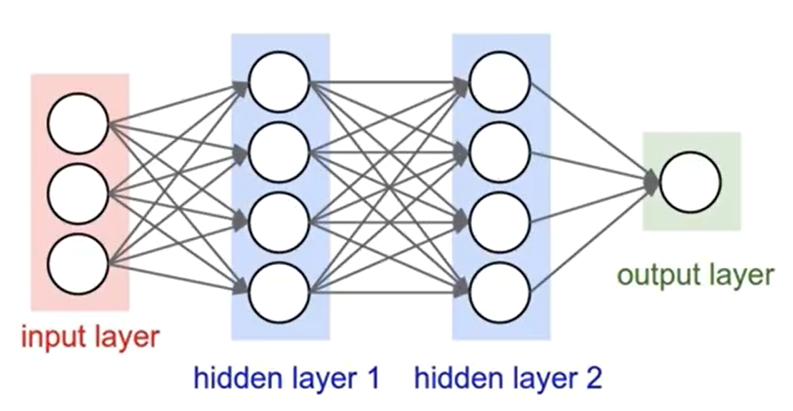 input layer
hidden layer 1
hidden layer 2
output layer